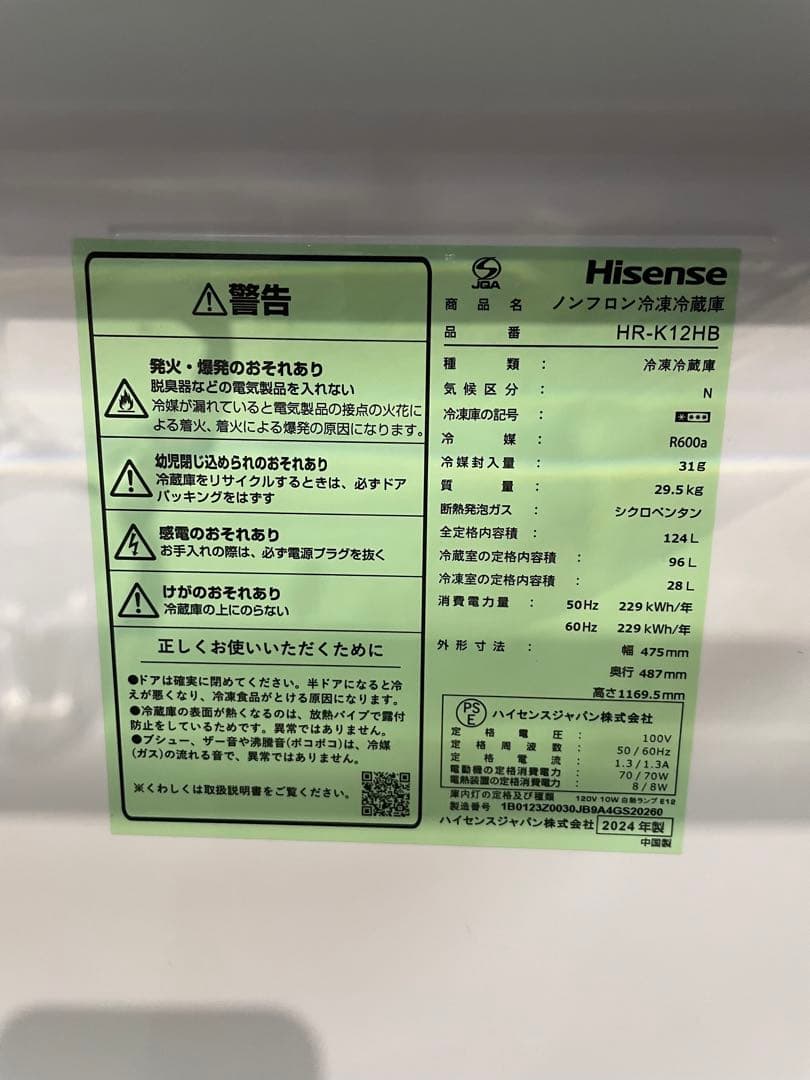 警告
発火・爆発のおそれあり
脱臭器などの電気製品を入れない
冷媒が漏れていると電気製品の接点の火花に
よる着火、着火による爆発の原因になります。
幼児閉じ込められのおそれあり
冷蔵庫をリサイクルするときは、必ずドア
パッキングをはずす
感電のおそれあり
お手入れの際は、必ず電源プラグを抜く
けがのおそれあり
冷蔵庫の上にのらない
正しくお使いいただくために
●ドアは確実に閉めてください。半ドアになると冷
えが悪くなり、冷凍食品がとける原因になります。
●冷蔵庫の表面が熱くなるのは、放熱パイプで露付
防止をしているためです。異常ではありません。
●プシュー、ザー音や沸騰音(ポコポコ)は、冷媒
(ガス)の流れる音で、異常ではありません。
※くわしくは取扱説明書をご覧ください。
JQA
Hisense
商品名 ノンフロン冷凍冷蔵庫
品番 HR-K12HB
種類： 冷凍冷蔵庫
気候区分： N
冷凍庫の記号：
冷媒： R600a
冷媒封入量： 31g
質量： 29.5kg
断熱発泡ガス： シクロペンタン
全定格内容積： 124L
冷蔵室の定格内容積： 96L
冷凍室の定格内容積： 28L
消費電力量： 50Hz 229kWh/年
60Hz 229kWh/年
外形寸法： 幅 475mm
奥行 487mm
高さ1169.5mm
PSE ハイセンスジャパン株式会社
定格電圧： 100V
定格周波数： 50/60Hz
定格電流： 1.3/1.3A
電動機の定格消費電力： 70/70W
電熱装置の定格消費電力： 8/8W
庫内灯の定格及び種類 120V 10W 白熱ランプ E12
製造番号 1B0123Z0030JB9A4GS20260
ハイセンスジャパン株式会社 2024年製
中国製